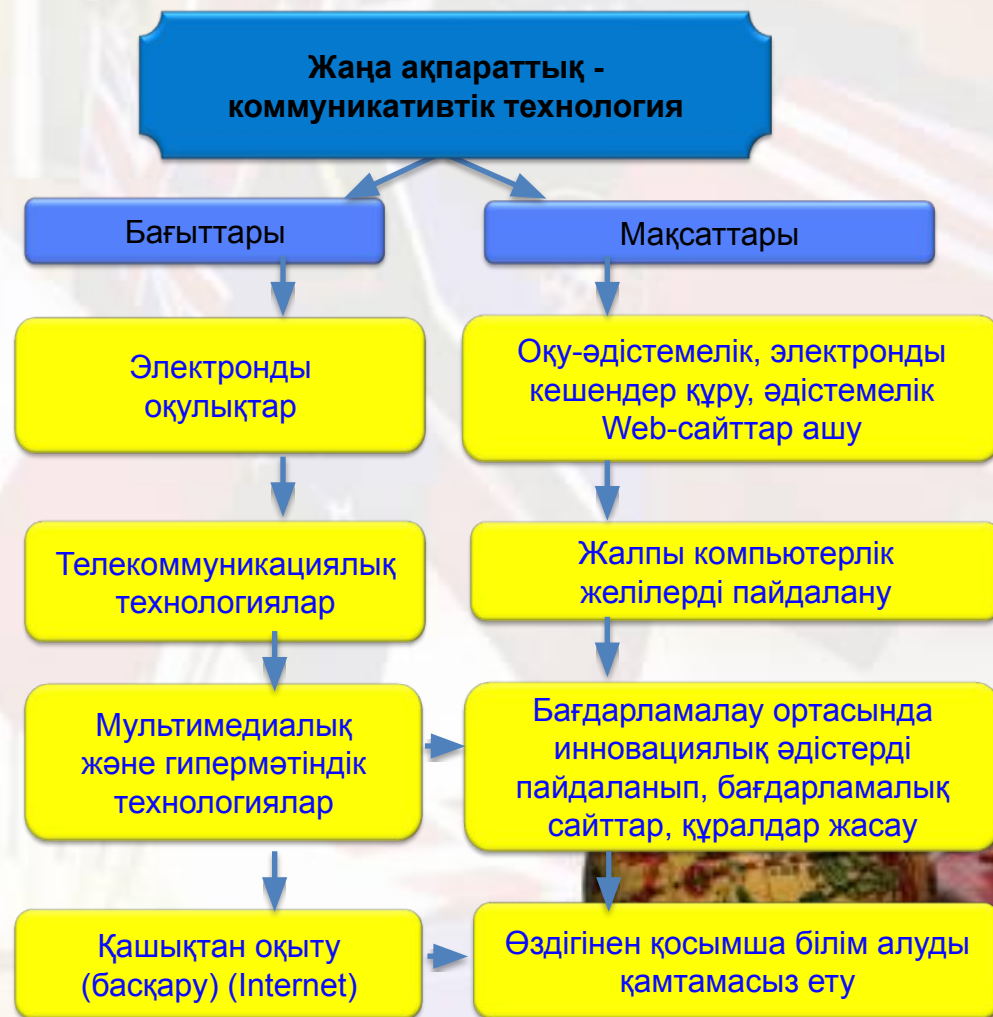 Жаңа ақпараттық -
коммуникативтік технология
Бағыттары
Мақсаттары
Электронды
оқулықтар
Оқу-әдістемелік, электронды
кешендер құру, әдістемелік
Web-сайттар ашу
Телекоммуникациялық
технологиялар
Жалпы компьютерлік
желілерді пайдалану
Мультимедиалық
және гипермәтіндік
технологиялар
Бағдарламалау ортасында
инновациялық әдістерді
пайдаланып, бағдарламалық
сайттар, құралдар жасау
Қашықтан оқыту
(басқару) (Internet)
Өздігінен қосымша білім алуды
қамтамасыз ету